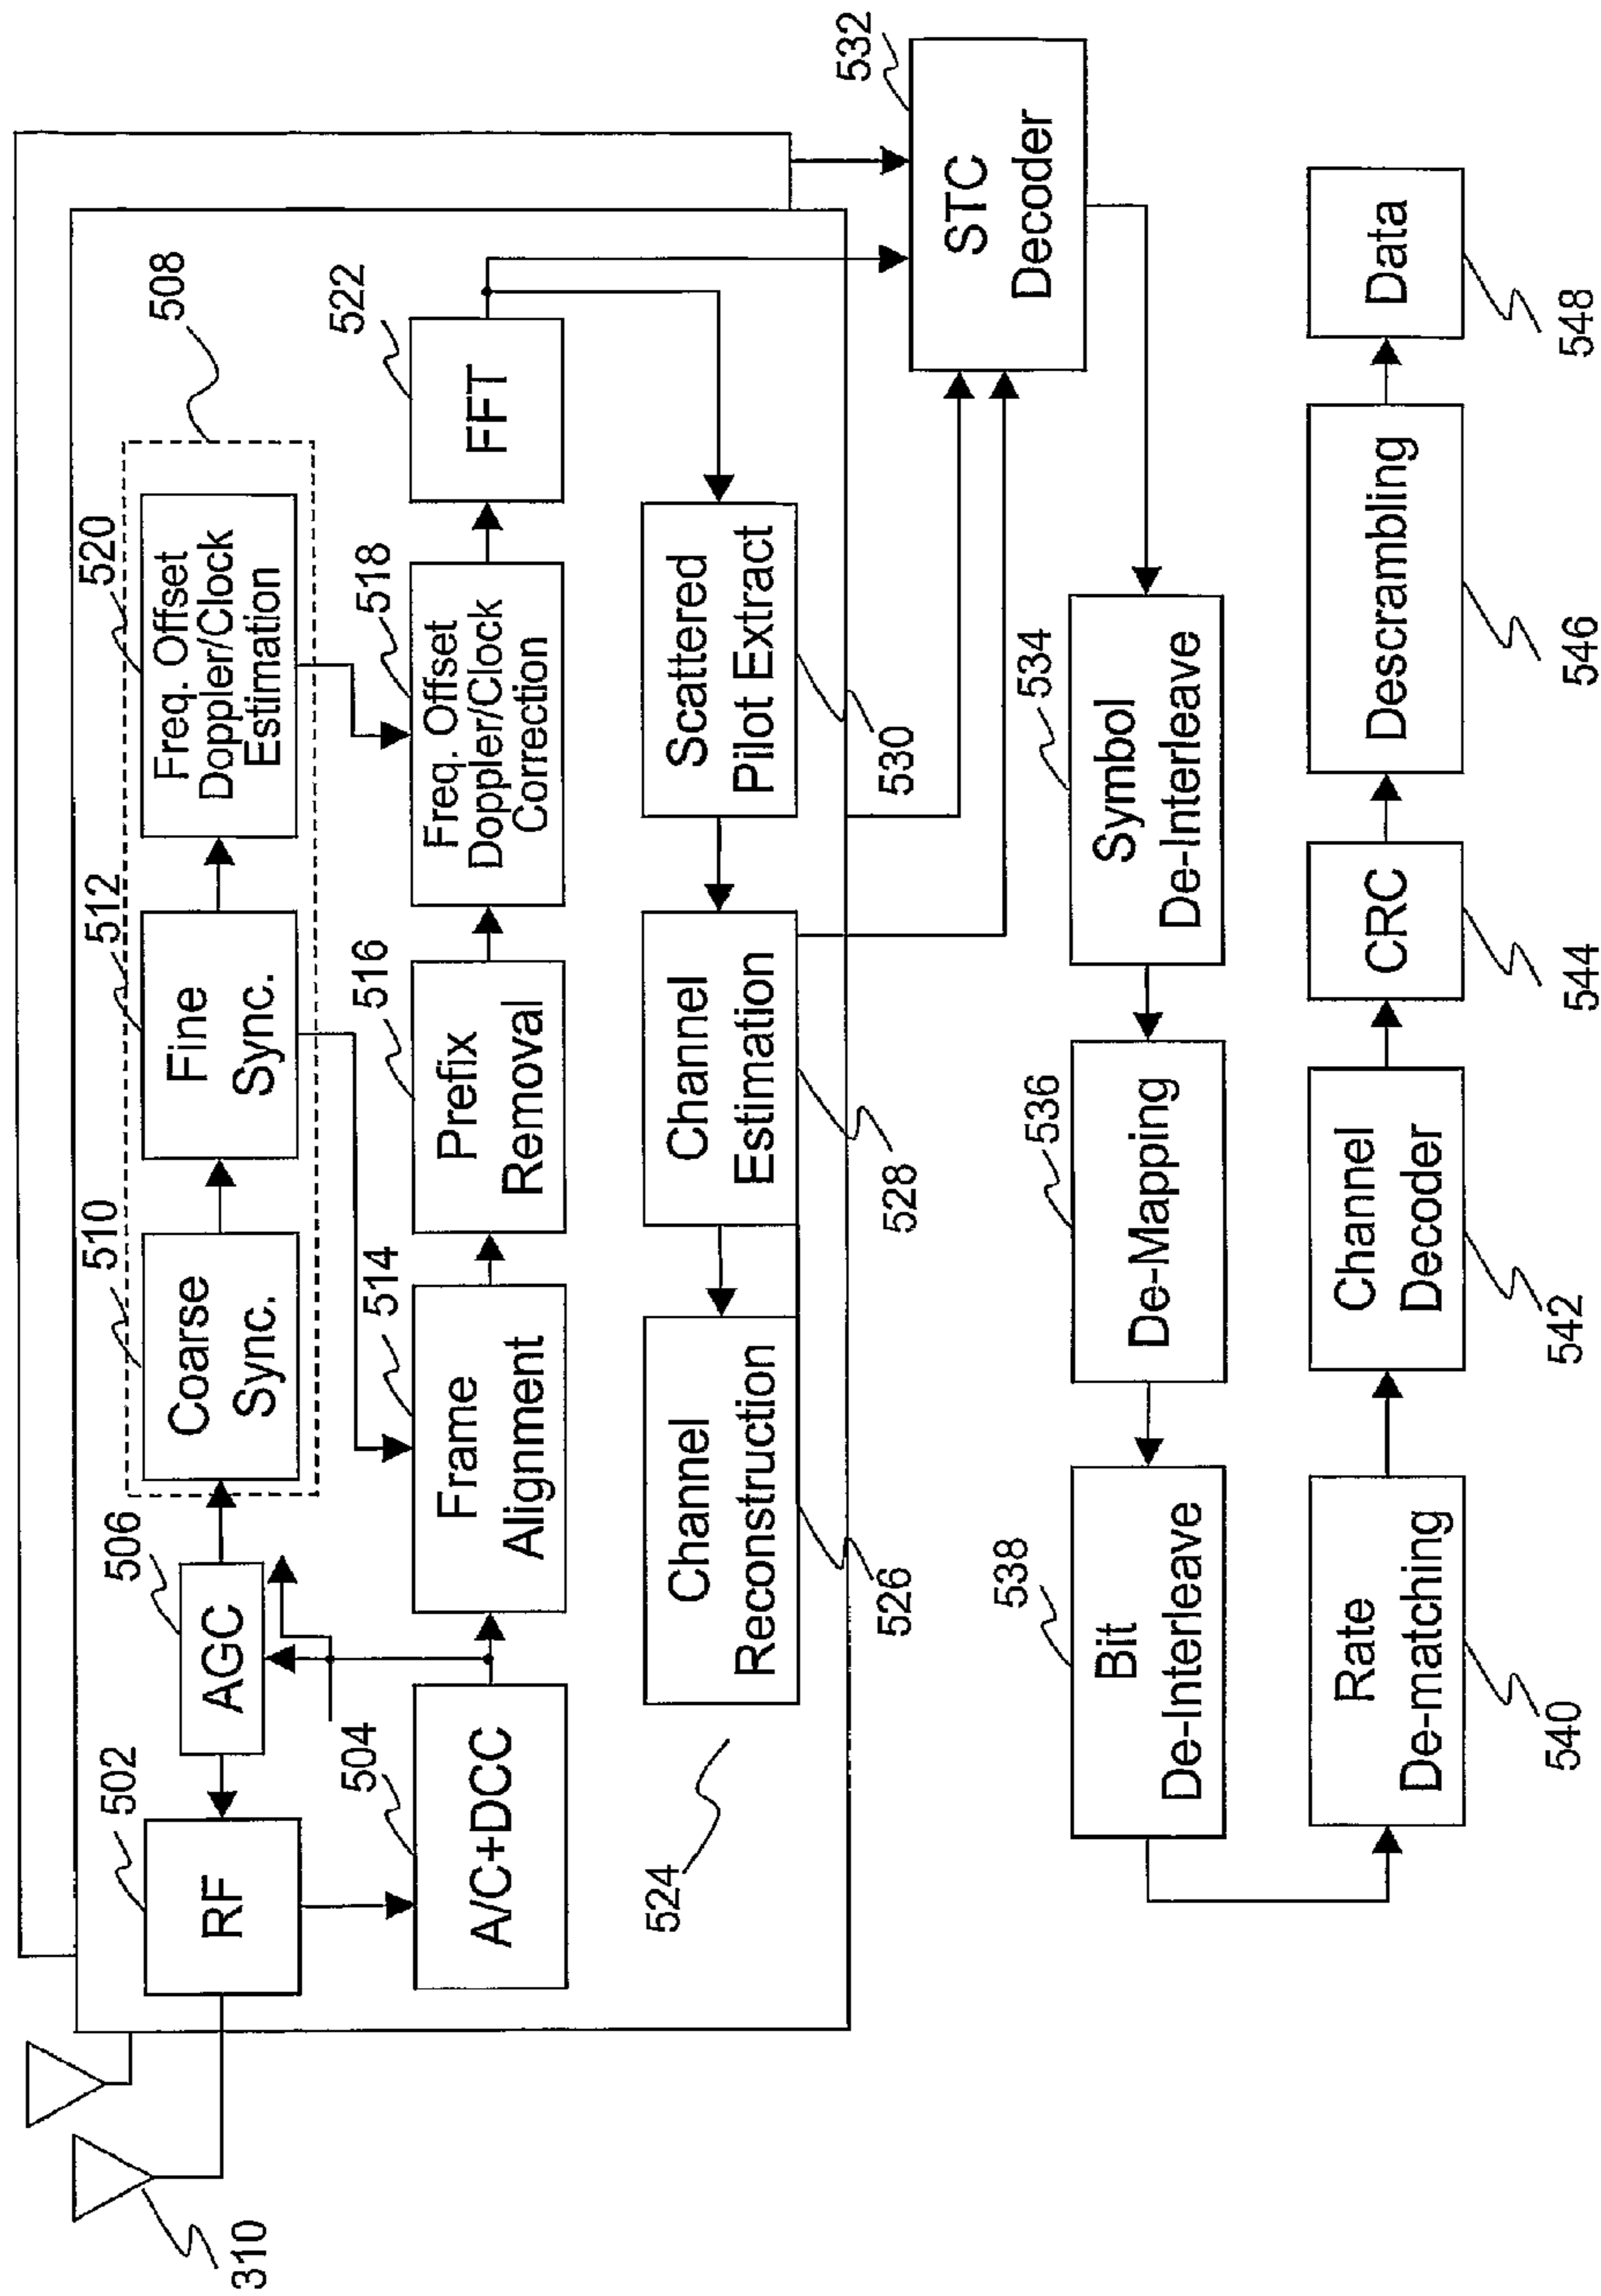 310
502
RF
506
AGC
504
A/C+DCC
508
510
Coarse
Sync.
512
Fine
Sync.
520
Freq. Offset
Doppler/Clock
Estimation
514
Frame
Alignment
516
Prefix
Removal
518
Freq. Offset
Doppler/Clock
Correction
522
FFT
524
Channel
Reconstruction
526
Channel
Estimation
528
Scattered
Pilot Extract
530
532
STC
Decoder
534
Symbol
De-Interleave
536
De-Mapping
538
Bit
De-Interleave
Rate
De-matching
540
Channel
Decoder
542
CRC
544
Descrambling
546
Data
548